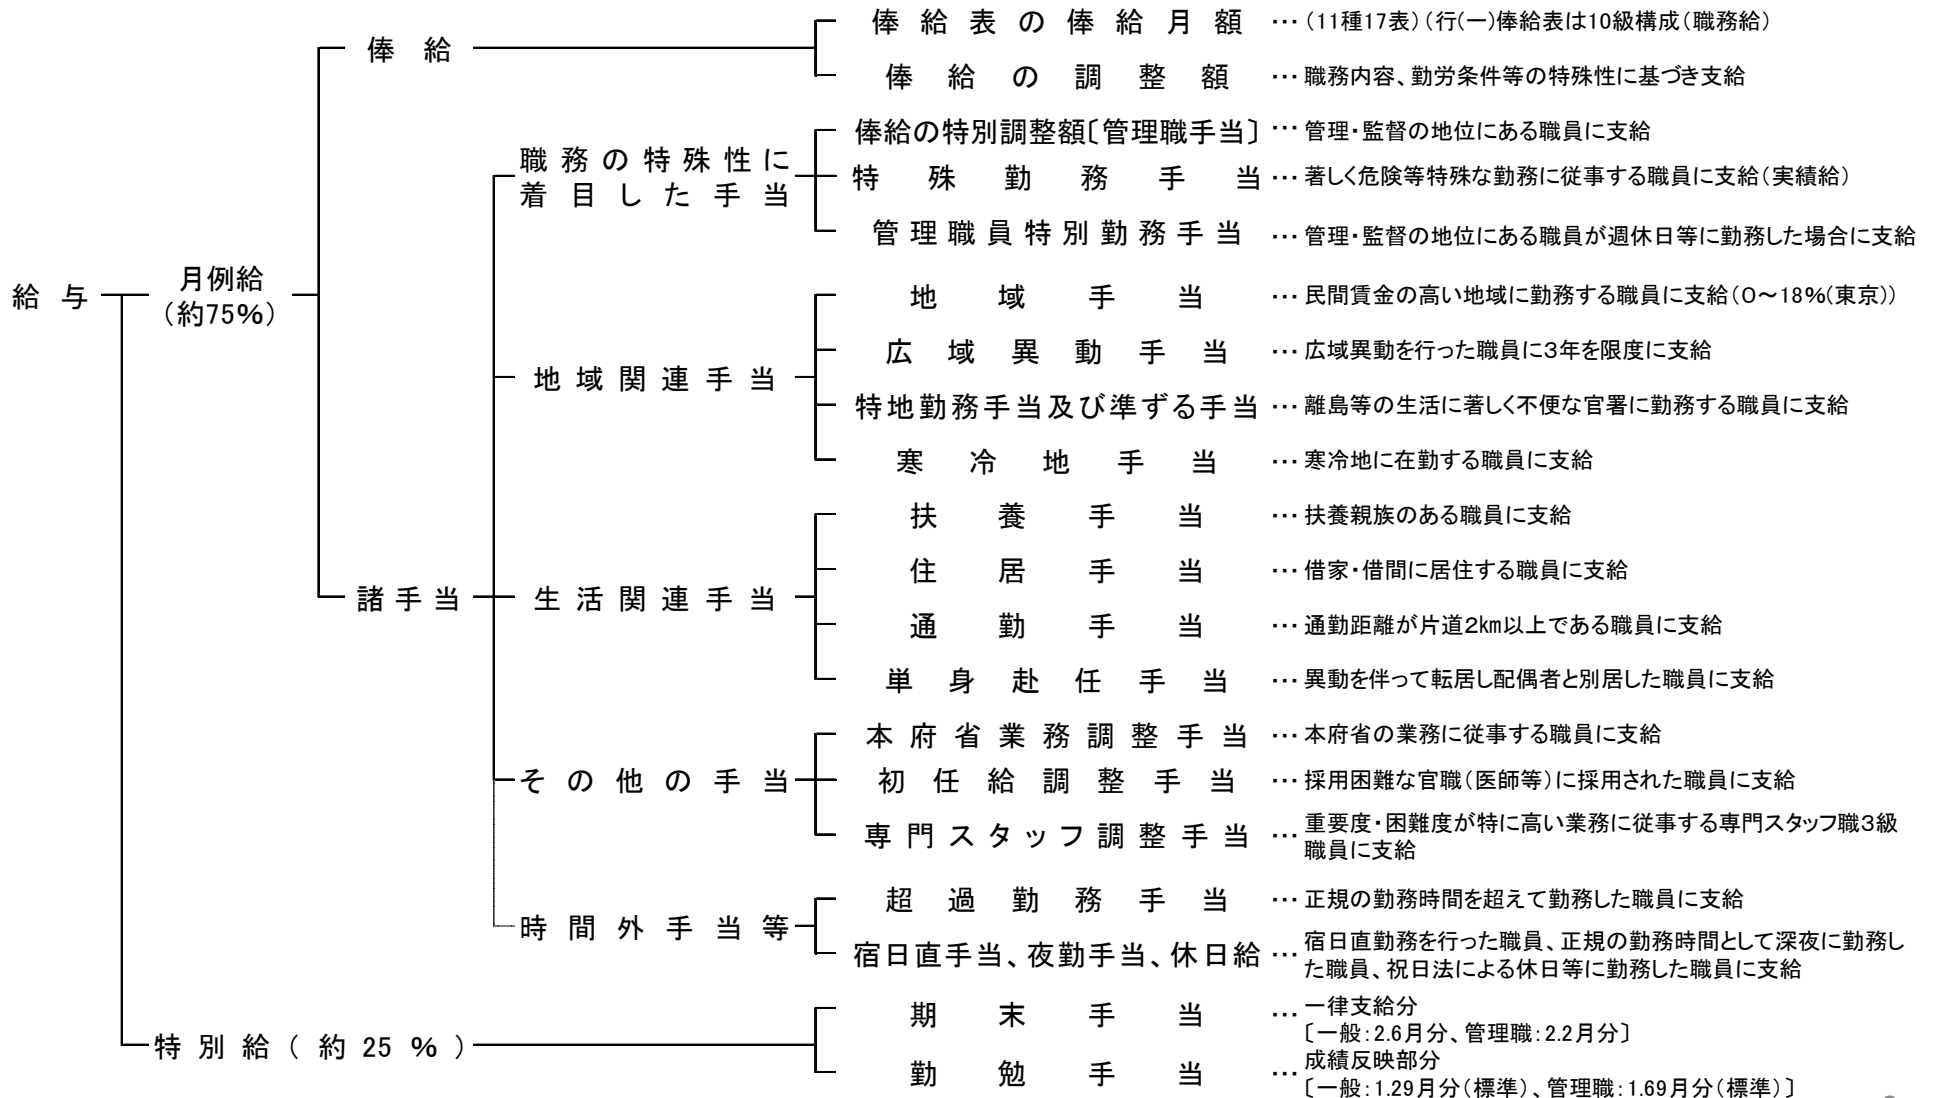 給与
月例給
（約75％）
俸給
俸給表の俸給月額 …（11種17表）（行(一)俸給表は10級構成（職務給）
俸給の調整額 … 職務内容、勤労条件等の特殊性に基づき支給
諸手当
職務の特殊性に
着目した手当
俸給の特別調整額〔管理職手当〕 … 管理・監督の地位にある職員に支給
特殊勤務手当 … 著しく危険等特殊な勤務に従事する職員に支給（実績給）
管理職員特別勤務手当 … 管理・監督の地位にある職員が週休日等に勤務した場合に支給
地域関連手当
地域手当 … 民間賃金の高い地域に勤務する職員に支給（０～18％(東京)）
広域異動手当 … 広域異動を行った職員に３年を限度に支給
特地勤務手当及び準ずる手当 … 離島等の生活に著しく不便な官署に勤務する職員に支給
寒冷地手当 … 寒冷地に在勤する職員に支給
生活関連手当
扶養手当 … 扶養親族のある職員に支給
住居手当 … 借家・借間に居住する職員に支給
通勤手当 … 通勤距離が片道２㎞以上である職員に支給
単身赴任手当 … 異動を伴って転居し配偶者と別居した職員に支給
その他の手当
本府省業務調整手当 … 本府省の業務に従事する職員に支給
初任給調整手当 … 採用困難な官職（医師等）に採用された職員に支給
専門スタッフ調整手当 … 重要度・困難度が特に高い業務に従事する専門スタッフ職３級
職員に支給
時間外手当等
超過勤務手当 … 正規の勤務時間を超えて勤務した職員に支給
宿日直手当、夜勤手当、休日給 … 宿日直勤務を行った職員、正規の勤務時間として深夜に勤務し
た職員、祝日法による休日等に勤務した職員に支給
特別給（約25％）
期末手当 … 一律支給分
〔一般：2.6月分、管理職：2.2月分〕
勤勉手当 … 成績反映部分
〔一般：1.29月分（標準）、管理職：1.69月分（標準）〕